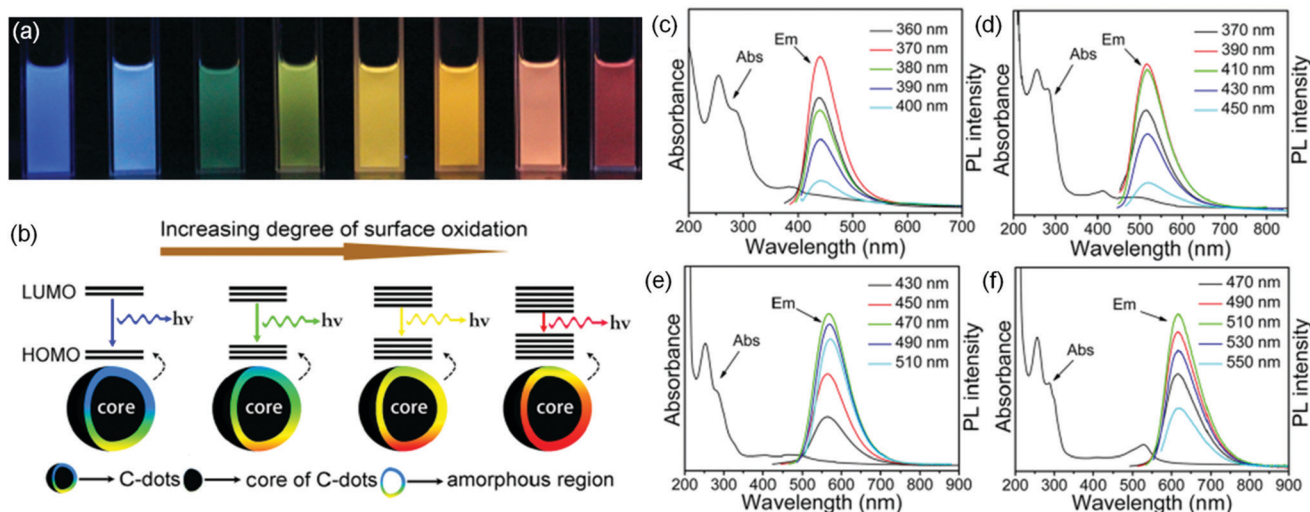 (a)
(b)
Increasing degree of surface oxidation
LUMO
hν hν hν hν
HOMO
core core core core
C-dots core of C-dots amorphous region
(c)
Absorbance
Abs
Em
360 nm
370 nm
380 nm
390 nm
400 nm
PL intensity
200 300 400 500 600 700
Wavelength (nm)
(d)
Absorbance
Abs
Em
370 nm
390 nm
410 nm
430 nm
450 nm
PL intensity
200 300 400 500 600 700 800
Wavelength (nm)
(e)
Absorbance
Abs
Em
430 nm
450 nm
470 nm
490 nm
510 nm
PL intensity
200 300 400 500 600 700 800 900
Wavelength (nm)
(f)
Absorbance
Abs
Em
470 nm
490 nm
510 nm
530 nm
550 nm
PL intensity
200 300 400 500 600 700 800 900
Wavelength (nm)